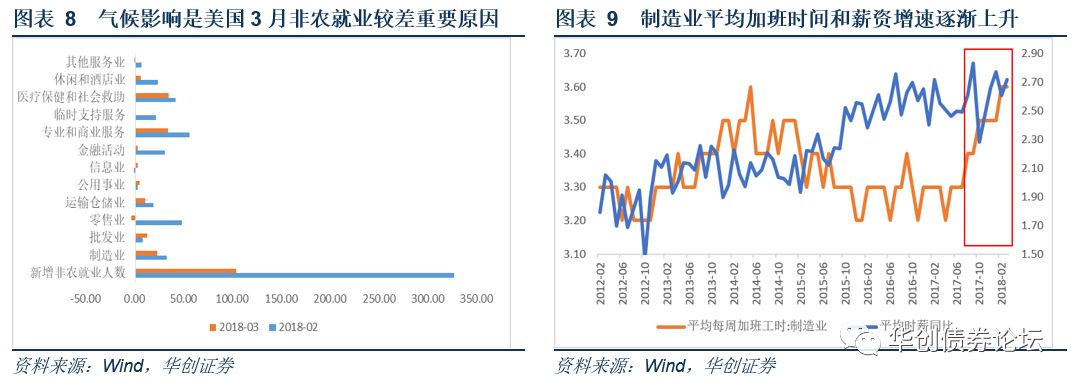 图表 8 气候影响是美国3月非农就业较差重要原因
其他服务业
休闲和酒店业
医疗保健和社会救助
临时支持服务
专业和商业服务
金融活动
信息业
公用事业
运输仓储业
零售业
批发业
制造业
新增非农就业人数
-50.00 0.00 50.00 100.00 150.00 200.00 250.00 300.00 350.00
2018-03 2018-02
资料来源：Wind，华创证券
图表 9 制造业平均加班时间和薪资增速逐渐上升
3.70
3.60
3.50
3.40
3.30
3.20
3.10
2.90
2.70
2.50
2.30
2.10
1.90
1.70
1.50
2012-02 2012-06 2012-10 2013-02 2013-06 2013-10 2014-02 2014-06 2014-10 2015-02 2015-06 2015-10 2016-02 2016-06 2016-10 2017-02 2017-06 2017-10 2018-02
平均每周加班工时:制造业 平均时薪同比
华创债券论坛
资料来源：Wind，华创证券